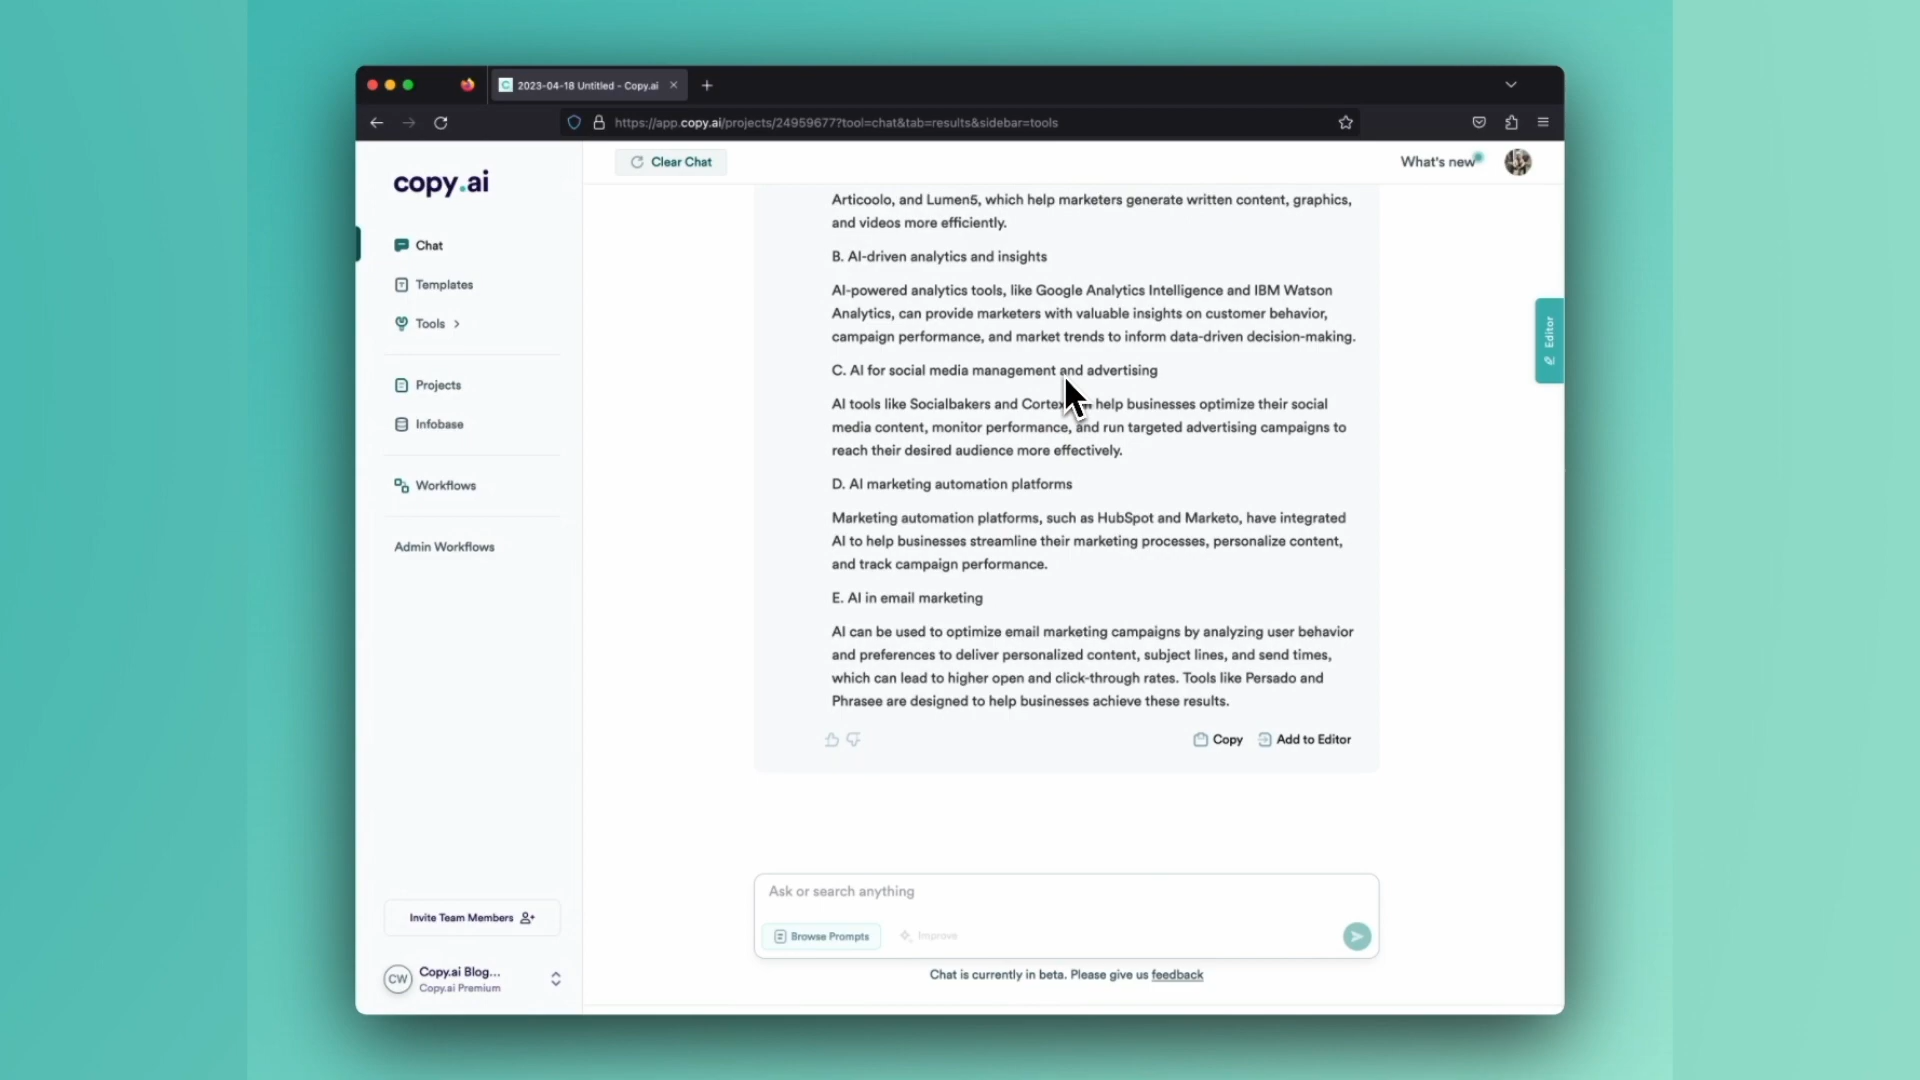 2023-04-18 Untitled - Copy.ai
https://app.copy.ai/projects/24959677?tool=chat&tab=results&sidebar=tools
copy.ai
Clear Chat
What's new
Chat
Templates
Tools
Projects
Infobase
Workflows
Admin Workflows
Articoolo, and Lumen5, which help marketers generate written content, graphics,
and videos more efficiently.
B. AI-driven analytics and insights
AI-powered analytics tools, like Google Analytics Intelligence and IBM Watson
Analytics, can provide marketers with valuable insights on customer behavior,
campaign performance, and market trends to inform data-driven decision-making.
C. AI for social media management and advertising
AI tools like Socialbakers and Cortex help businesses optimize their social
media content, monitor performance, and run targeted advertising campaigns to
reach their desired audience more effectively.
D. AI marketing automation platforms
Marketing automation platforms, such as HubSpot and Marketo, have integrated
AI to help businesses streamline their marketing processes, personalize content,
and track campaign performance.
E. AI in email marketing
AI can be used to optimize email marketing campaigns by analyzing user behavior
and preferences to deliver personalized content, subject lines, and send times,
which can lead to higher open and click-through rates. Tools like Persado and
Phrasee are designed to help businesses achieve these results.
Copy
Add to Editor
Editor
Ask or search anything
Browse Prompts
Improve
Chat is currently in beta. Please give us feedback
Invite Team Members
CW
Copy.ai Blog...
Copy.ai Premium